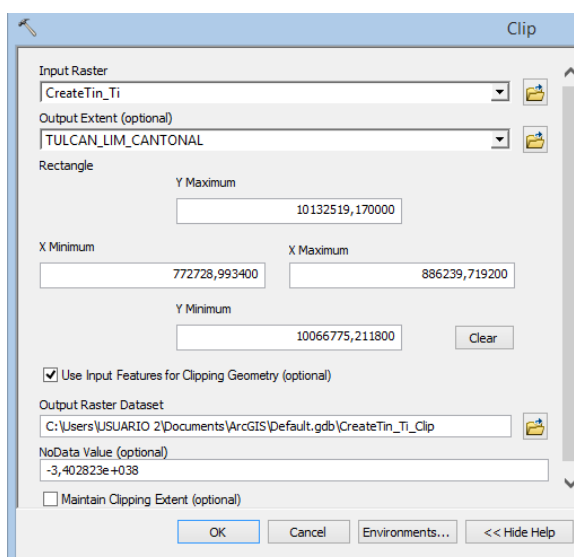 Clip
Input Raster
CreateTin_Ti
Output Extent (optional)
TULCAN_LIM_CANTONAL
Rectangle
Y Maximum
10132519,170000
X Minimum
X Maximum
772728,993400
886239,719200
Y Minimum
10066775,211800
Clear
Use Input Features for Clipping Geometry (optional)
Output Raster Dataset
C:\Users\USUARIO 2\Documents\ArcGIS\Default.gdb\CreateTin_Ti_Clip
NoData Value (optional)
-3,402823e+038
Maintain Clipping Extent (optional)
OK
Cancel
Environments...
<< Hide Help